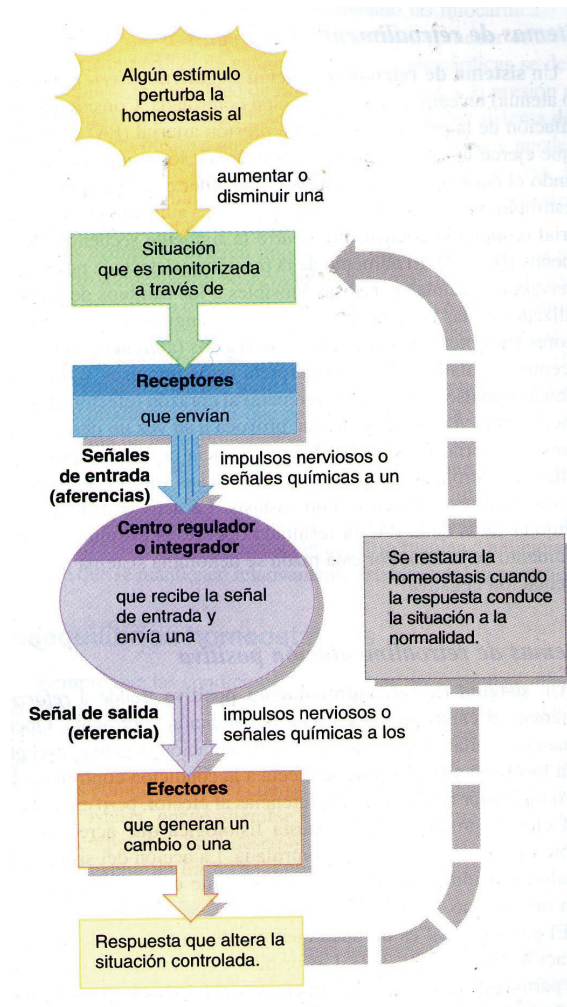 Algún estímulo
perturba la
homeostasis al
aumentar o
disminuir una
Situación
que es monitorizada
a través de
Receptores
que envían
Señales
de entrada
(aferencias)
impulsos nerviosos o
señales químicas a un
Centro regulador
o integrador
que recibe la señal
de entrada y
envía una
Se restaura la
homeostasis cuando
la respuesta conduce
la situación a la
normalidad.
Señal de salida
(eferencia)
impulsos nerviosos o
señales químicas a los
Efectores
que generan un
cambio o una
Respuesta que altera la
situación controlada.